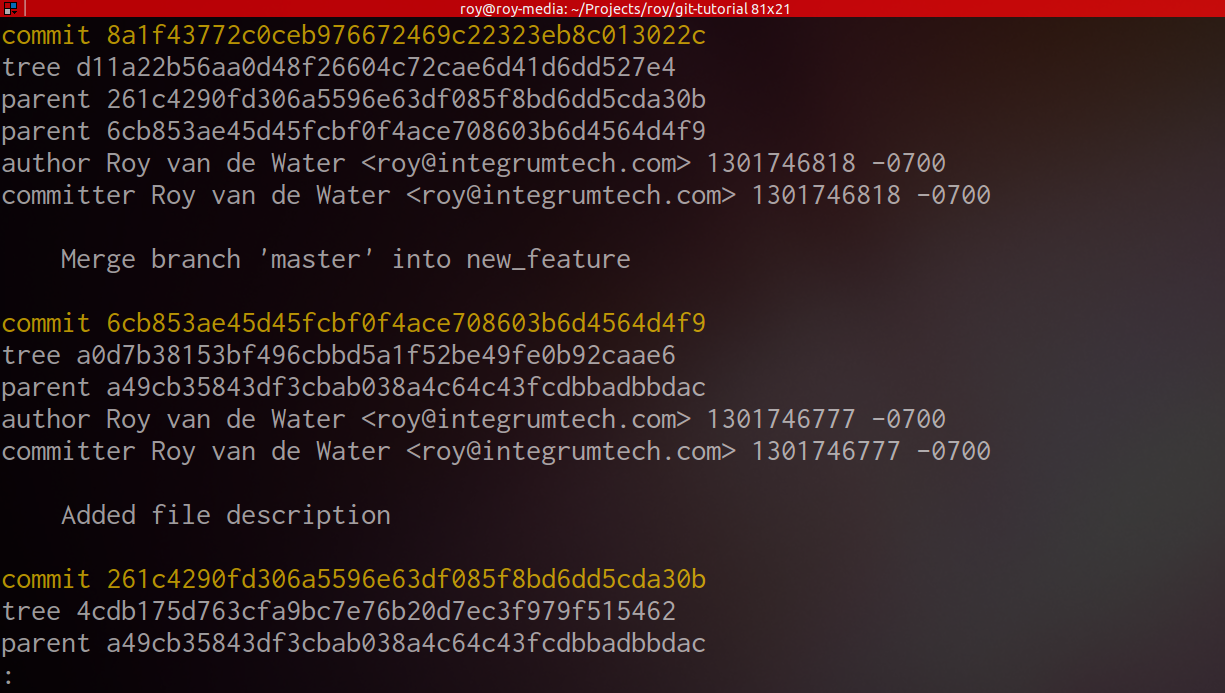 roy@roy-media: ~/Projects/roy/git-tutorial 81x21
commit 8a1f43772c0ceb976672469c22323eb8c013022c
tree d11a22b56aa0d48f26604c72cae6d41d6dd527e4
parent 261c4290fd306a5596e63df085f8bd6dd5cda30b
parent 6cb853ae45d45fcbf0f4ace708603b6d4564d4f9
author Roy van de Water <roy@integrumtech.com> 1301746818 -0700
committer Roy van de Water <roy@integrumtech.com> 1301746818 -0700
Merge branch 'master' into new_feature
commit 6cb853ae45d45fcbf0f4ace708603b6d4564d4f9
tree a0d7b38153bf496cbbd5a1f52be49fe0b92caae6
parent a49cb35843df3cbab038a4c64c43fcdbbadbbdac
author Roy van de Water <roy@integrumtech.com> 1301746777 -0700
committer Roy van de Water <roy@integrumtech.com> 1301746777 -0700
Added file description
commit 261c4290fd306a5596e63df085f8bd6dd5cda30b
tree 4cdb175d763cfa9bc7e76b20d7ec3f979f515462
parent a49cb35843df3cbab038a4c64c43fcdbbadbbdac
: